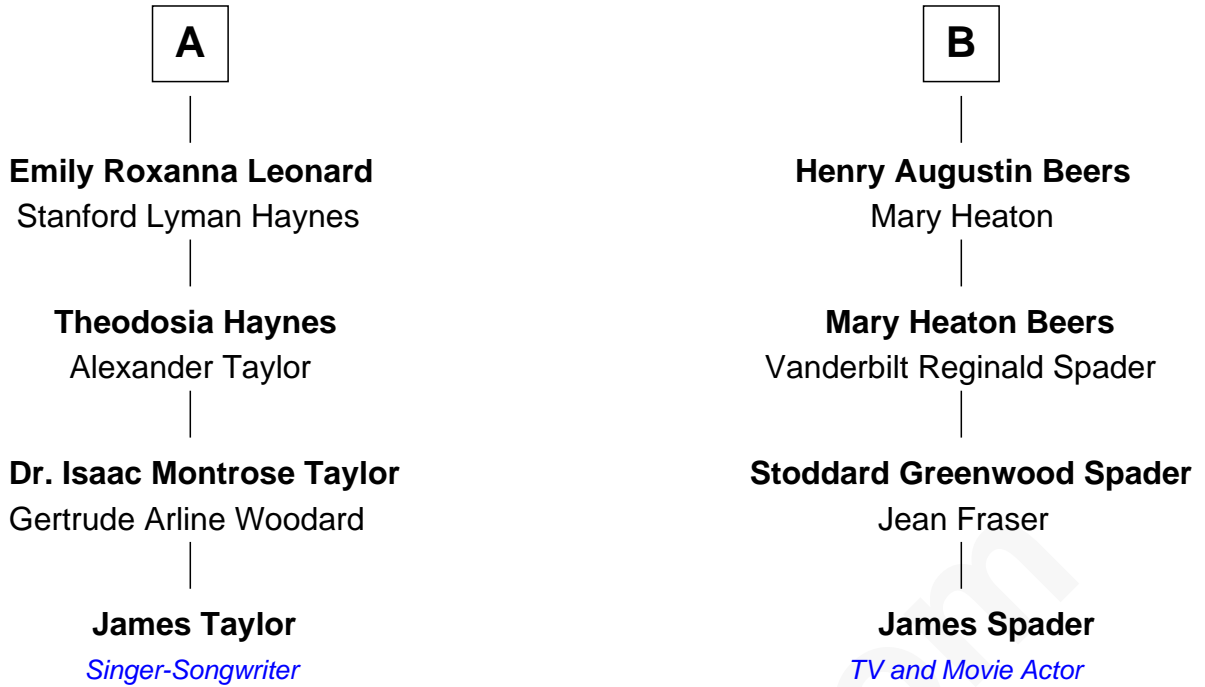 A
Emily Roxanna Leonard
Stanford Lyman Haynes
Theodosia Haynes
Alexander Taylor
Dr. Isaac Montrose Taylor
Gertrude Arline Woodard
James Taylor
Singer-Songwriter
B
Henry Augustin Beers
Mary Heaton
Mary Heaton Beers
Vanderbilt Reginald Spader
Stoddard Greenwood Spader
Jean Fraser
James Spader
TV and Movie Actor